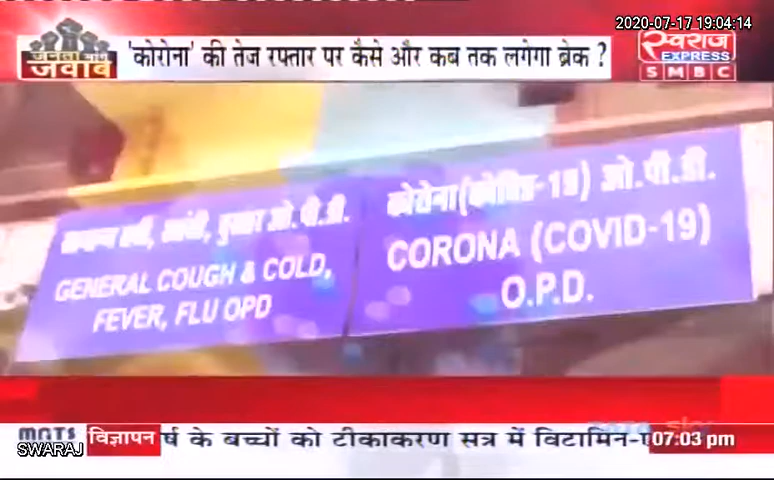 2020-07-17 19:04:14
जनता मांगे
जवाब
'कोरोना' की तेज रफ्तार पर कैसे और कब तक लगेगा ब्रेक ?
स्वराज
EXPRESS
SMBC
खांसी, बुखार ओ.पी.डी.
GENERAL COUGH & COLD,
FEVER, FLU OPD
कोरोना (कोविड-19) ओ.पी.डी.
CORONA (COVID-19)
O.P.D.
SWARAJ
विज्ञापन
र्ष के बच्चों को टीकाकरण सत्र में विटामिन-ए
07:03 pm